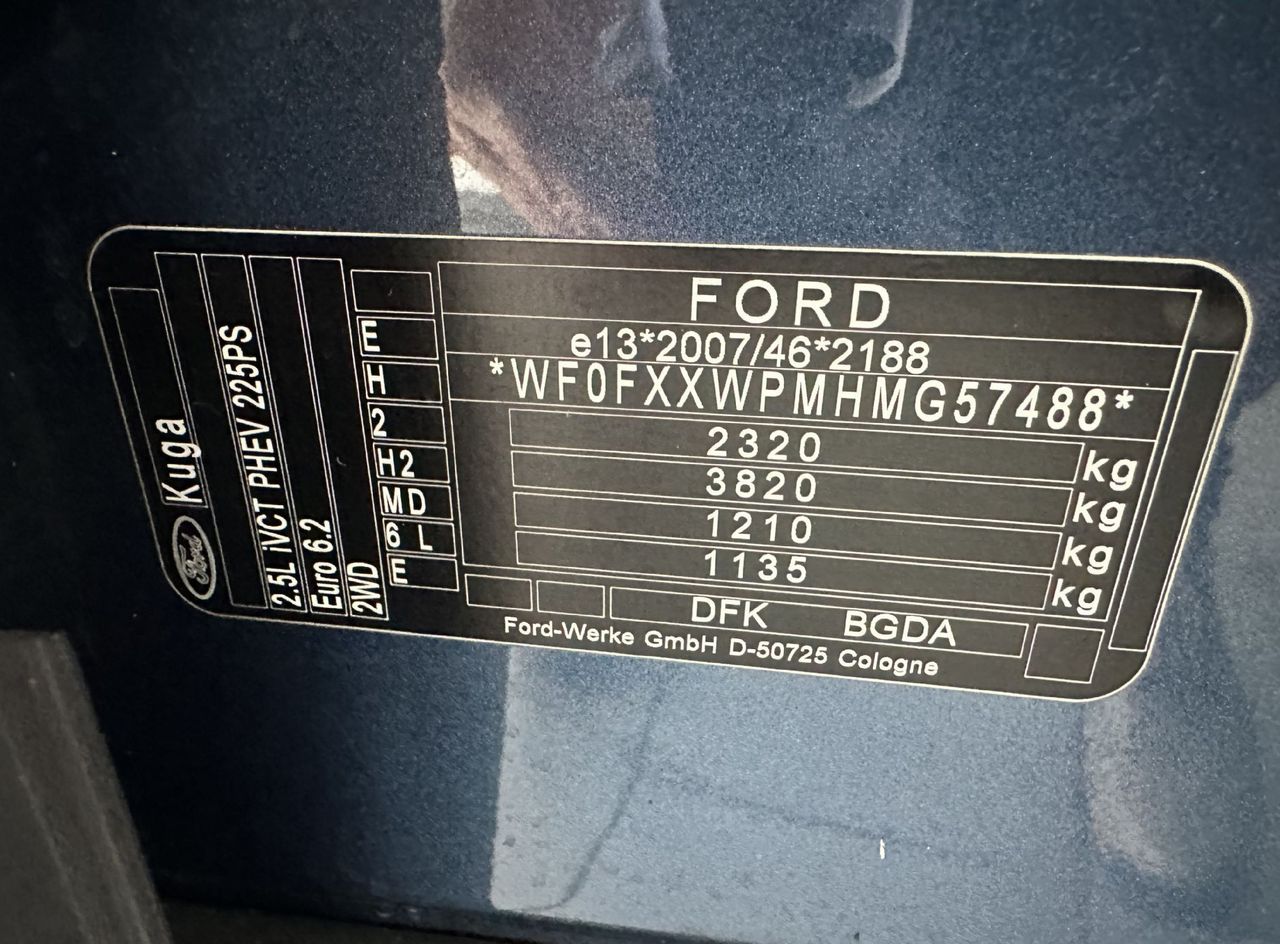 FORD
e13*2007/46*2188
*WF0FXXWPMHMG57488*
2320 kg
3820 kg
1210 kg
1135 kg
DFK BGDA
Ford-Werke GmbH D-50725 Cologne
E
H
2
H2
MD
6 L
E
Ford Kuga
2.5L iVCT PHEV 225PS
Euro 6.2
2WD